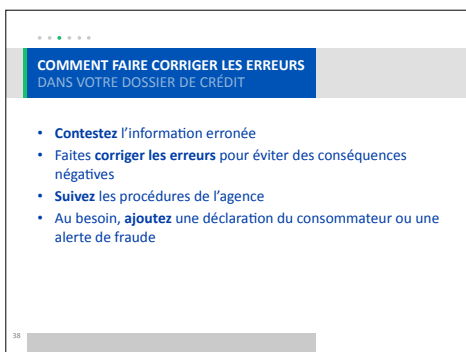 COMMENT FAIRE CORRIGER LES ERREURS
DANS VOTRE DOSSIER DE CRÉDIT
• Contestez l'information erronée
• Faites corriger les erreurs pour éviter des conséquences
négatives
• Suivez les procédures de l'agence
• Au besoin, ajoutez une déclaration du consommateur ou une
alerte de fraude
38